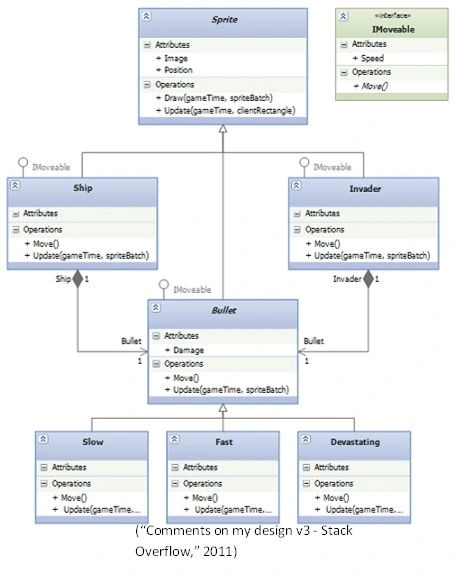 Sprite
Attributes
+ Image
+ Position
Operations
+ Draw(gameTime, spriteBatch)
+ Update(gameTime, clientRectangle)
«interface»
IMoveable
Attributes
+ Speed
Operations
+ Move()
IMoveable
Ship
Attributes
Operations
+ Move()
+ Update(gameTime, spriteBatch)
IMoveable
Invader
Attributes
Operations
+ Move()
+ Update(gameTime, spriteBatch)
Ship 1
Invader 1
IMoveable
Bullet
Attributes
+ Damage
Operations
+ Move()
+ Update(gameTime, spriteBatch)
Bullet
1
Bullet
1
Slow
Attributes
Operations
+ Move()
+ Update(gameTime,...
Fast
Attributes
Operations
+ Move()
+ Update(gameTime,...
Devastating
Attributes
Operations
+ Move()
+ Update(gameTime,...
(“Comments on my design v3 - Stack
Overflow,” 2011)